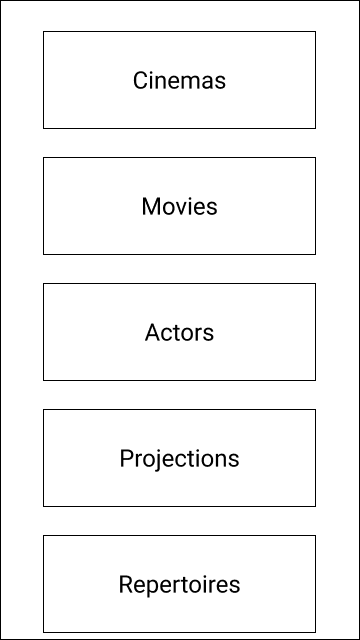 Cinemas
Movies
Actors
Projections
Repertoires